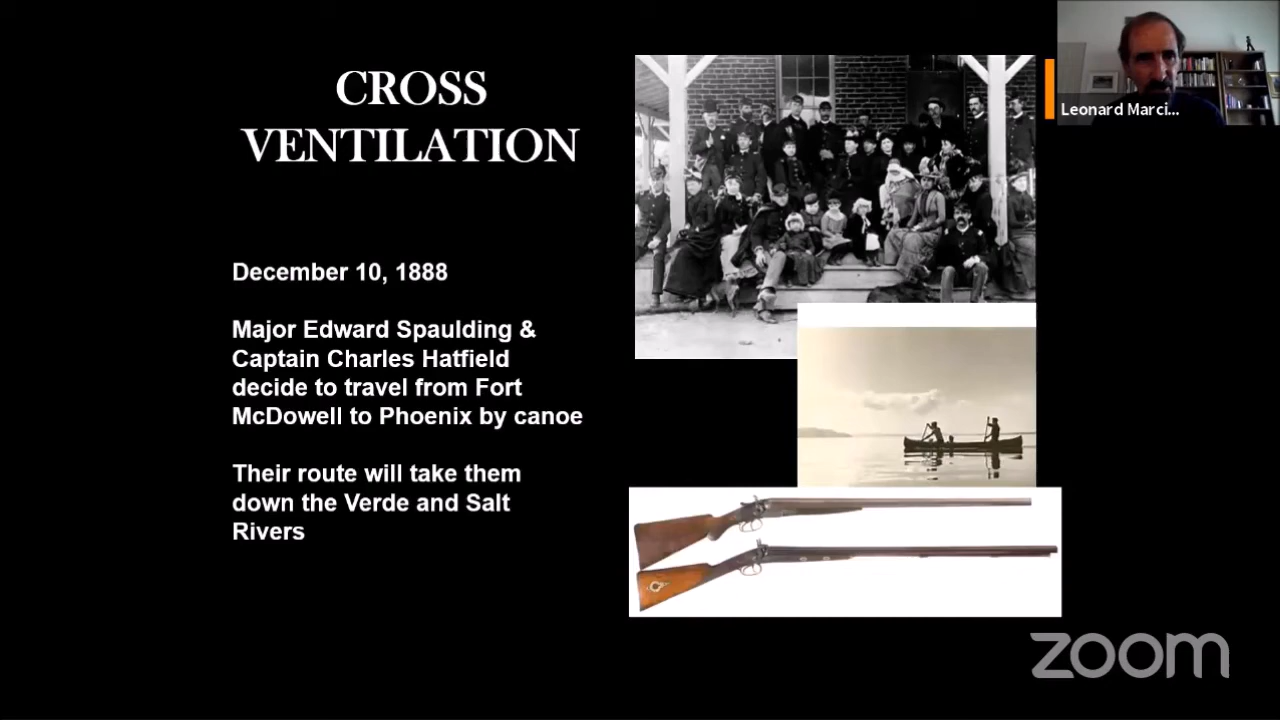 CROSS
VENTILATION
December 10, 1888
Major Edward Spaulding &
Captain Charles Hatfield
decide to travel from Fort
McDowell to Phoenix by canoe
Their route will take them
down the Verde and Salt
Rivers
Leonard Marci...
zoom